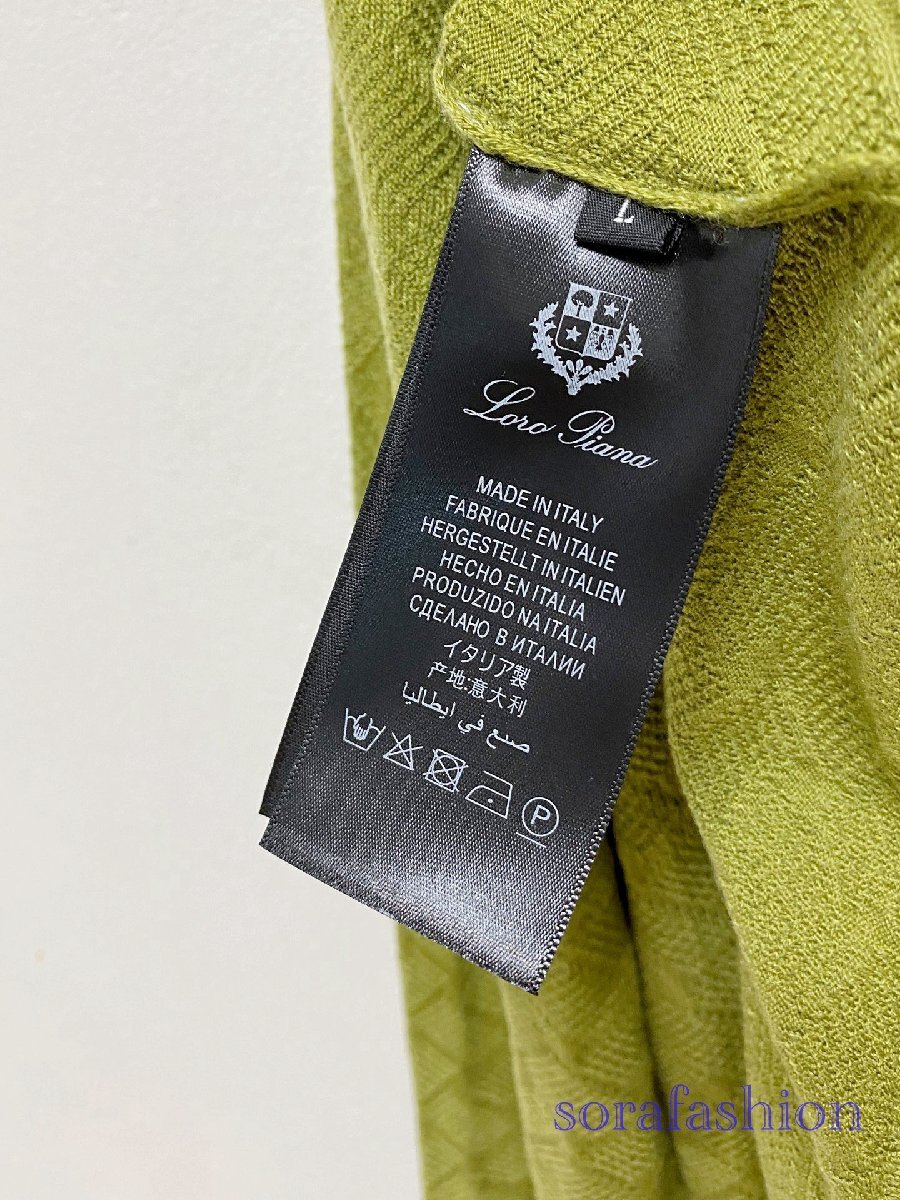 L
Loro Piana
MADE IN ITALY
FABRIQUE EN ITALIE
HERGESTELLT IN ITALIEN
HECHO EN ITALIA
PRODUZIDO NA ITALIA
СДЕЛАНО В ИТАЛИИ
イタリア製
产地:意大利
صنع في ايطاليا
P
sorafashion